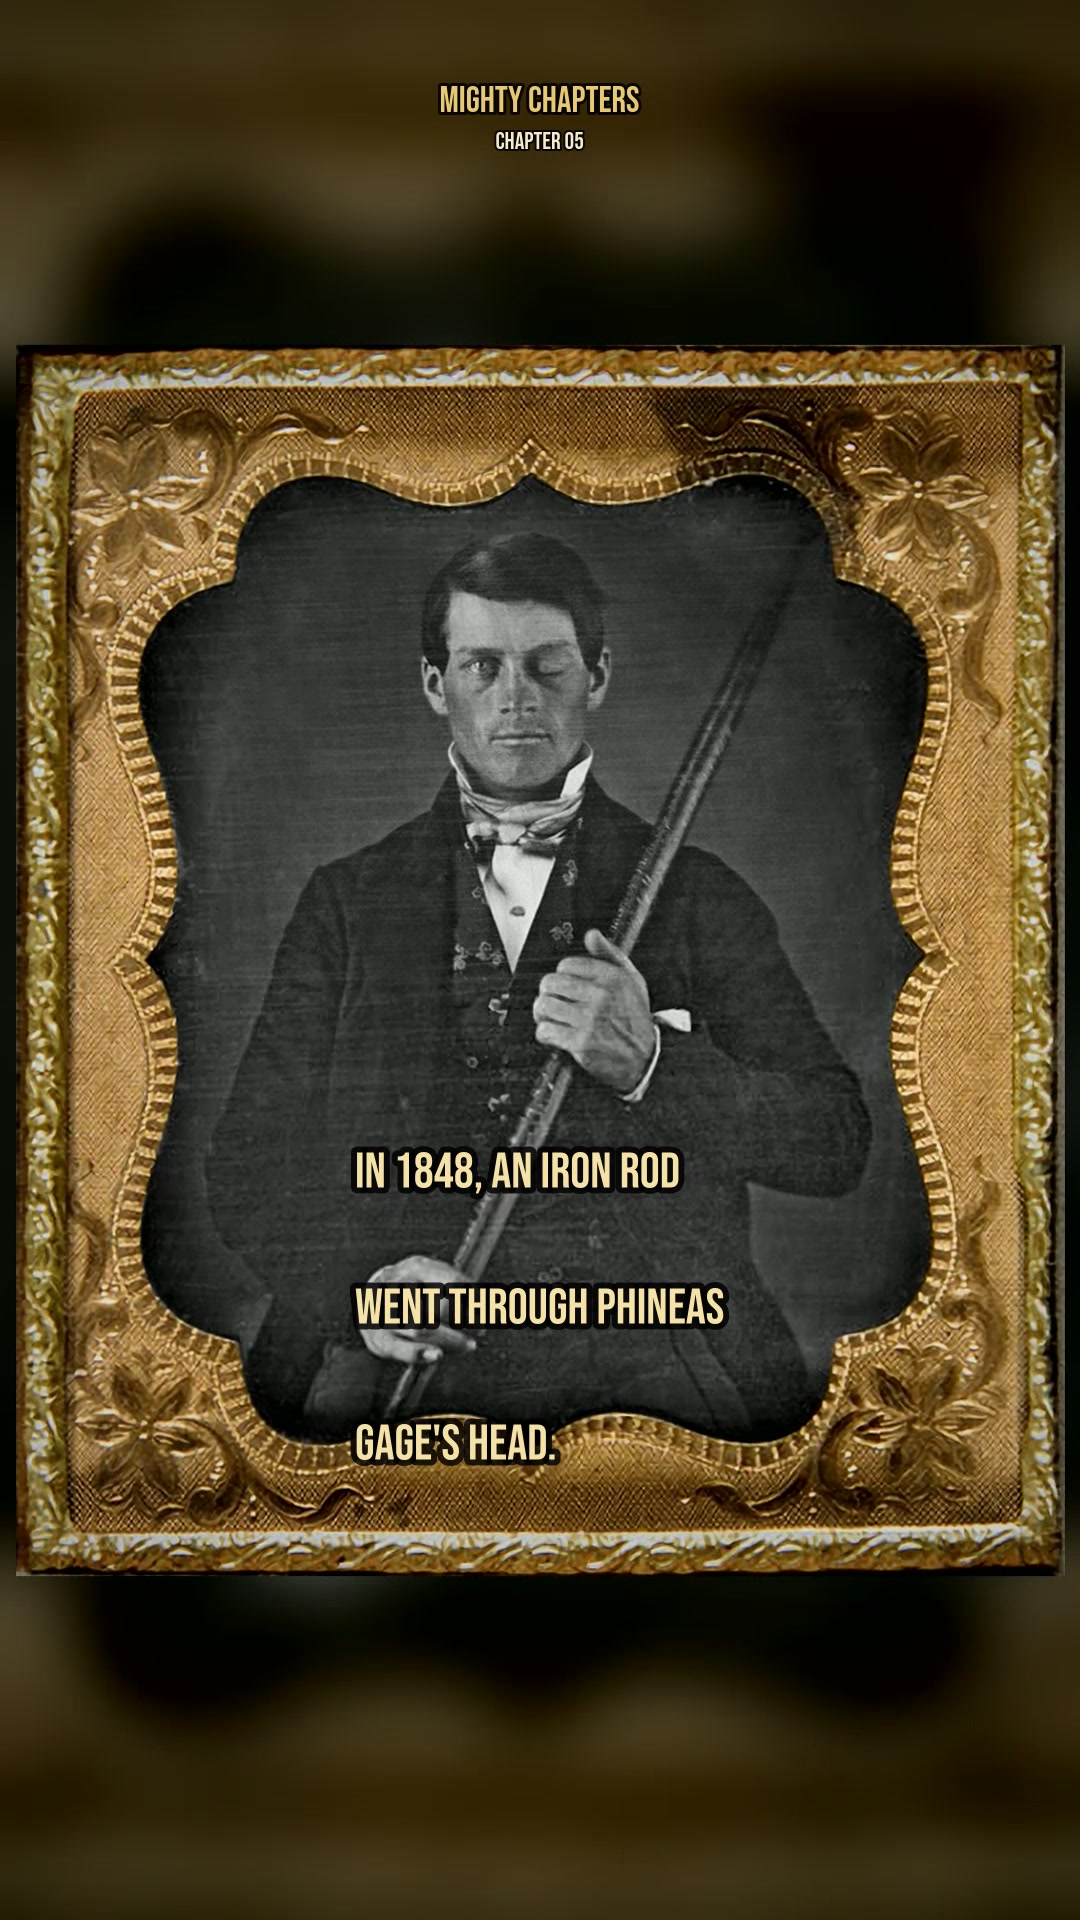 MIGHTY CHAPTERS
CHAPTER 05
IN 1848, AN IRON ROD
WENT THROUGH PHINEAS
GAGE'S HEAD.